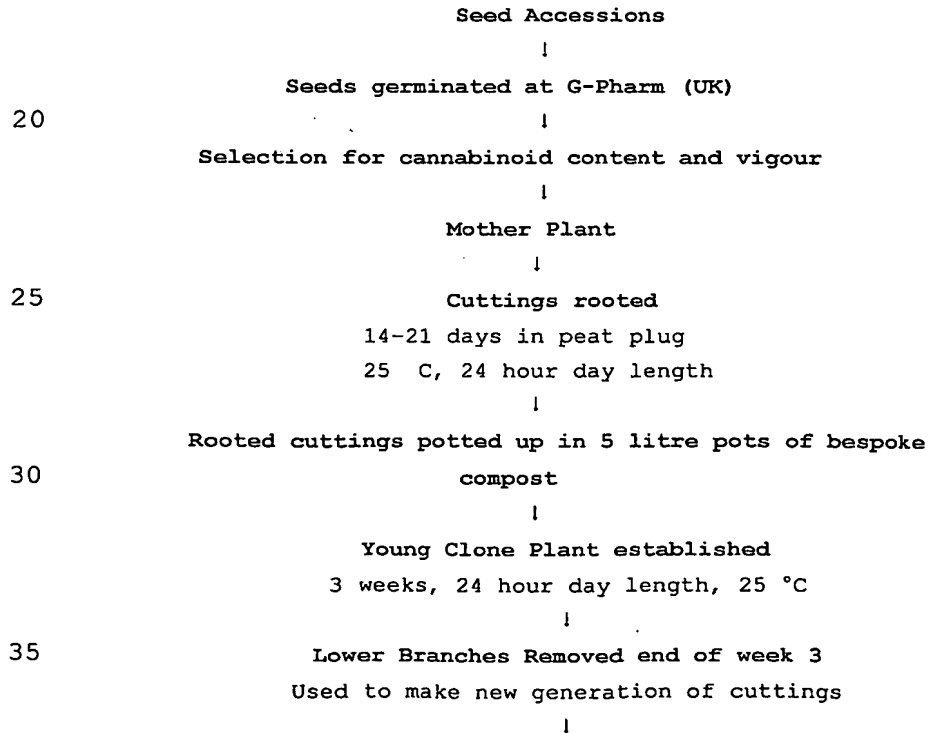 Seed Accessions
↓
Seeds germinated at G-Pharm (UK)
20 ↓
Selection for cannabinoid content and vigour
↓
Mother Plant
↓
25 Cuttings rooted
14-21 days in peat plug
25 C, 24 hour day length
↓
Rooted cuttings potted up in 5 litre pots of bespoke
30 compost
↓
Young Clone Plant established
3 weeks, 24 hour day length, 25 °C
↓
35 Lower Branches Removed end of week 3
Used to make new generation of cuttings
↓